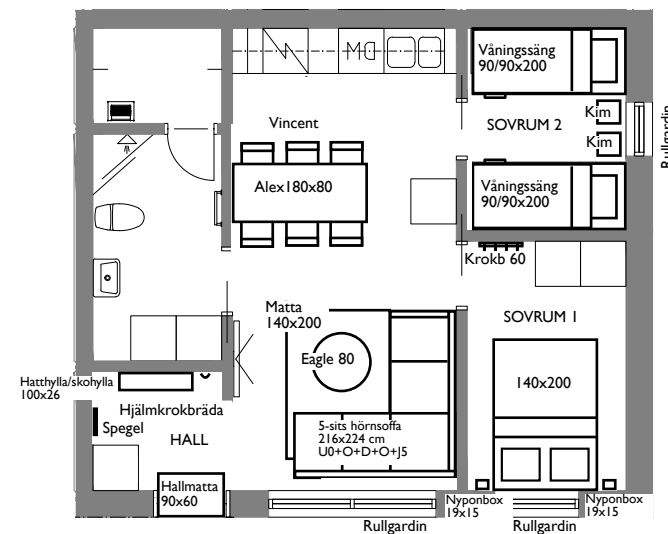 DM
Våningssäng
90/90x200
Kim
SOVRUM 2
Kim
Rullgardin
Vincent
Alex180x80
Våningssäng
90/90x200
Krokb 60
Matta
140x200
SOVRUM 1
Eagle 80
140x200
Hatthylla/skohylla
100x26
Hjälmkrokbräda
Spegel
HALL
5-sits hörnsoffa
216x224 cm
U0+O+D+O+J5
Hallmatta
90x60
Nyponbox
19x15
Nyponbox
19x15
Rullgardin
Rullgardin